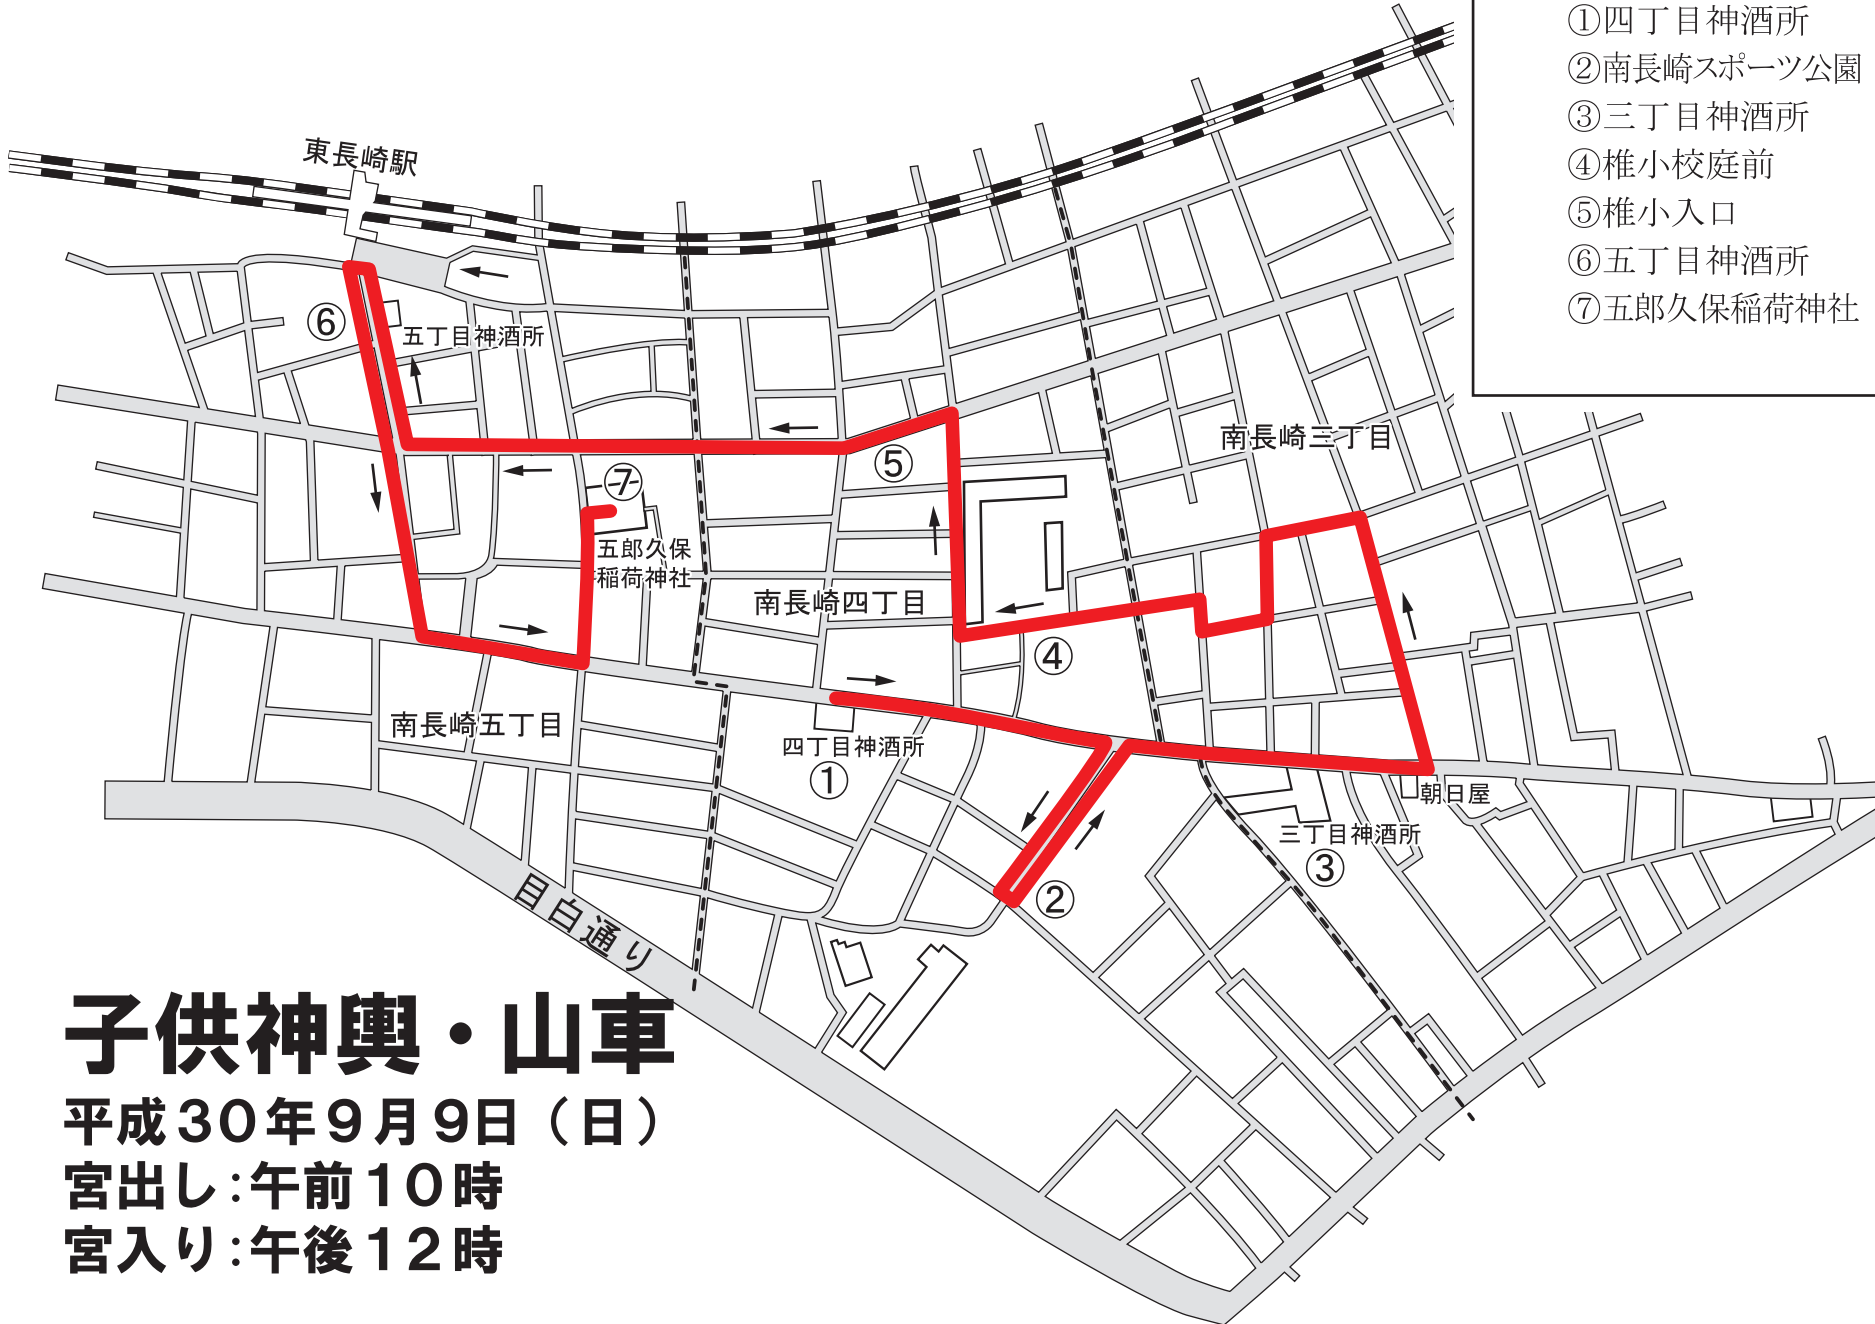 ①四丁目神酒所
②南長崎スポーツ公園
③三丁目神酒所
④椎小校庭前
⑤椎小入口
⑥五丁目神酒所
⑦五郎久保稲荷神社
東長崎駅
⑥
五丁目神酒所
南長崎三丁目
⑤
⑦
五郎久保
稲荷神社
南長崎四丁目
④
南長崎五丁目
四丁目神酒所
①
朝日屋
三丁目神酒所
③
②
目白通り
子供神輿・山車
平成30年9月9日（日）
宮出し:午前10時
宮入り:午後12時